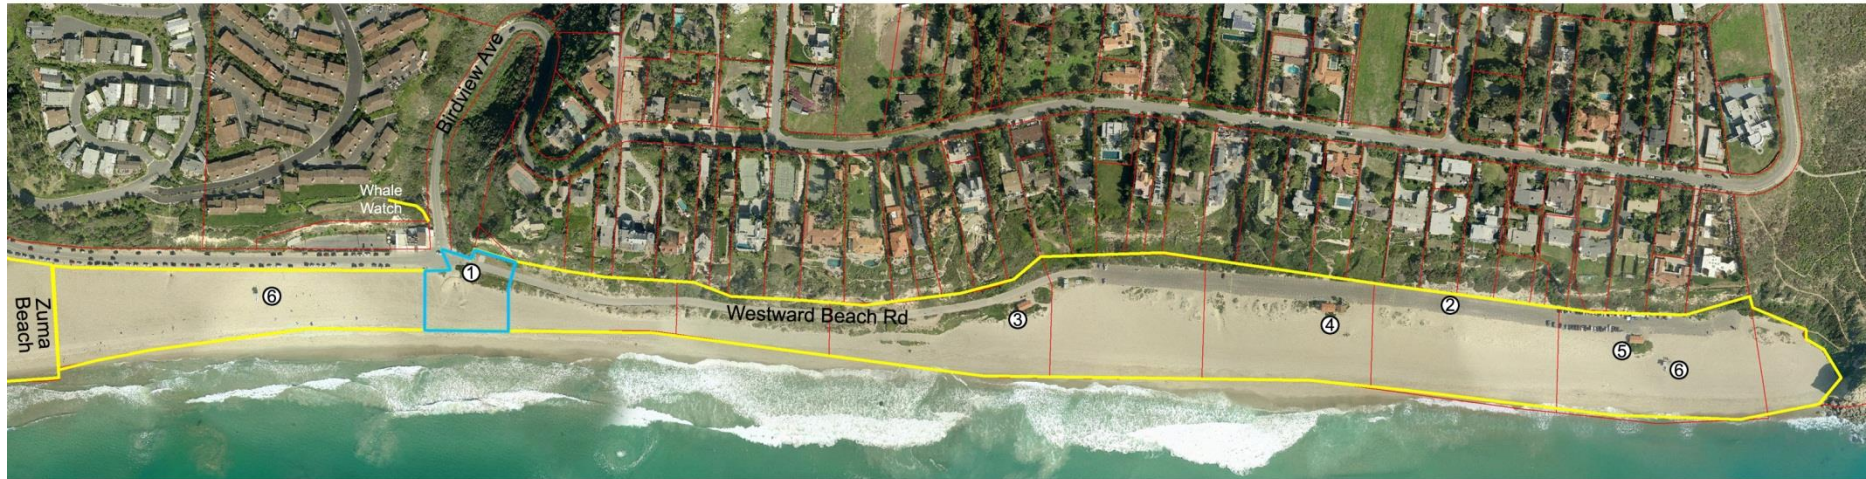 Birdview Ave
Whale
Watch
①
Zuma
Beach
⑥
Westward Beach Rd
③
④
②
⑤
⑥